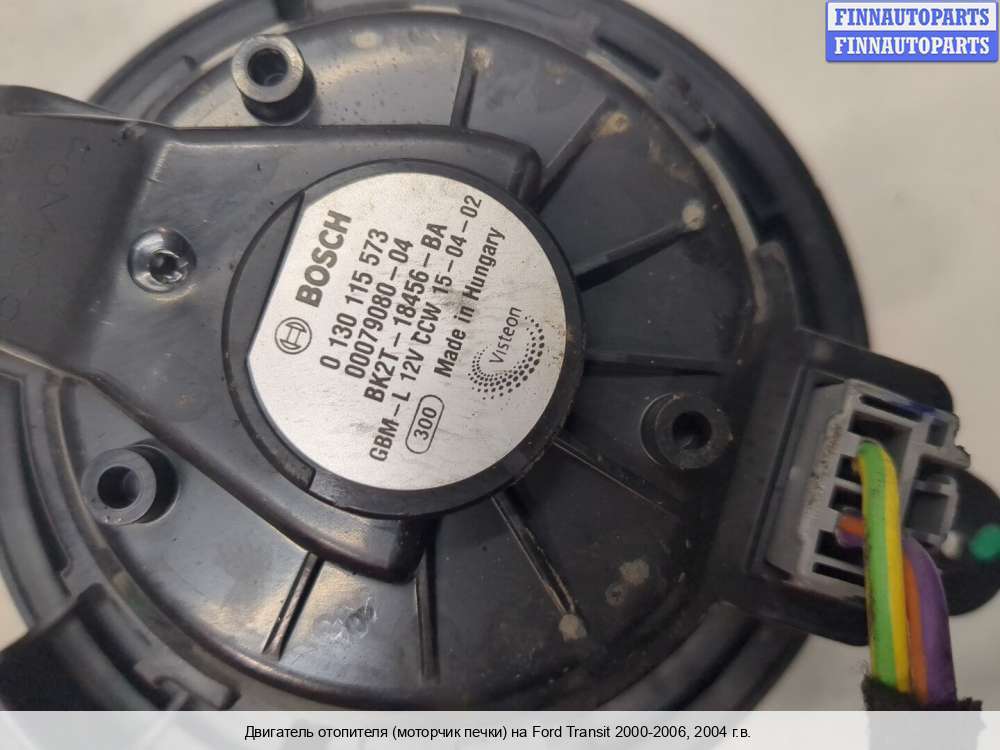 FINNAUTOPARTS
FINNAUTOPARTS
BOSCH
0 130 115 573
00079080-04
BK2T-18456-BA
GBM-L 12V CCW 15-04-02
300 Made in Hungary
Visteon
Двигатель отопителя (моторчик печки) на Ford Transit 2000-2006, 2004 г.в.